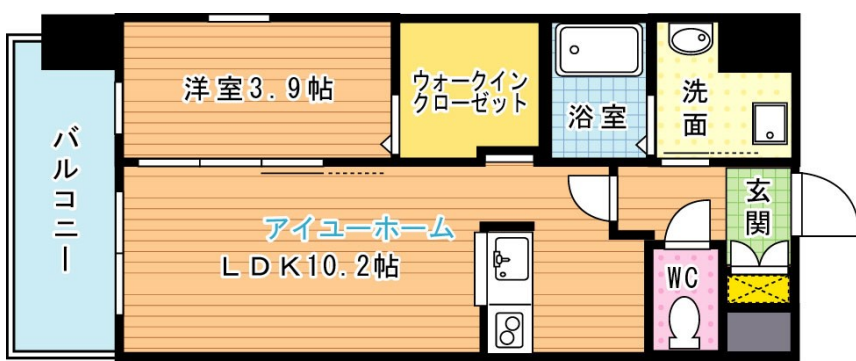 洋室3.9帖
ウォークイン
クローゼット
浴室
洗面
バルコニー
玄関
アイユーホーム
LDK10.2帖
WC